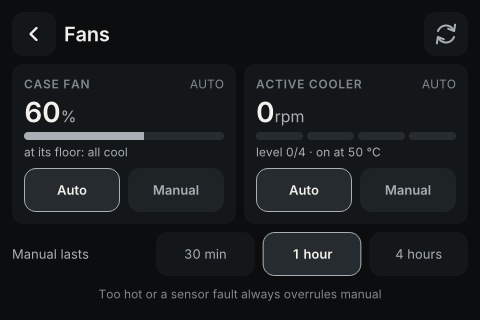 Fans
CASE FAN AUTO
60%
at its floor: all cool
Auto Manual
ACTIVE COOLER AUTO
0rpm
level 0/4 · on at 50 °C
Auto Manual
Manual lasts 30 min 1 hour 4 hours
Too hot or a sensor fault always overrules manual